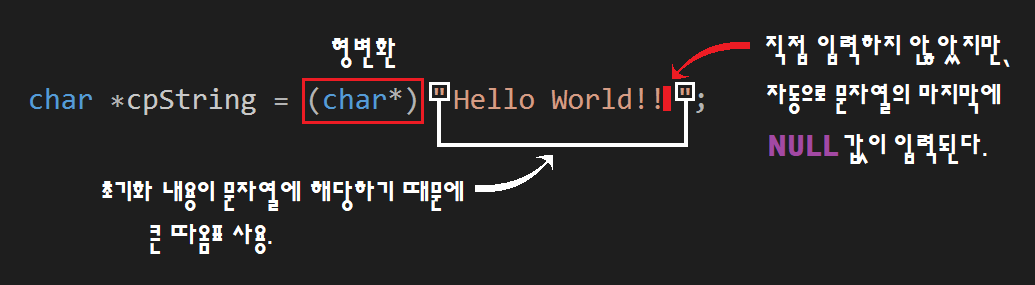 형변환
char *cpString = (char*) "Hello World!!";
직접 입력하지 않았지만,
자동으로 문자열의 마지막에
NULL 값이 입력된다.
초기화 내용이 문자열에 해당하기 때문에
큰 따옴표 사용.